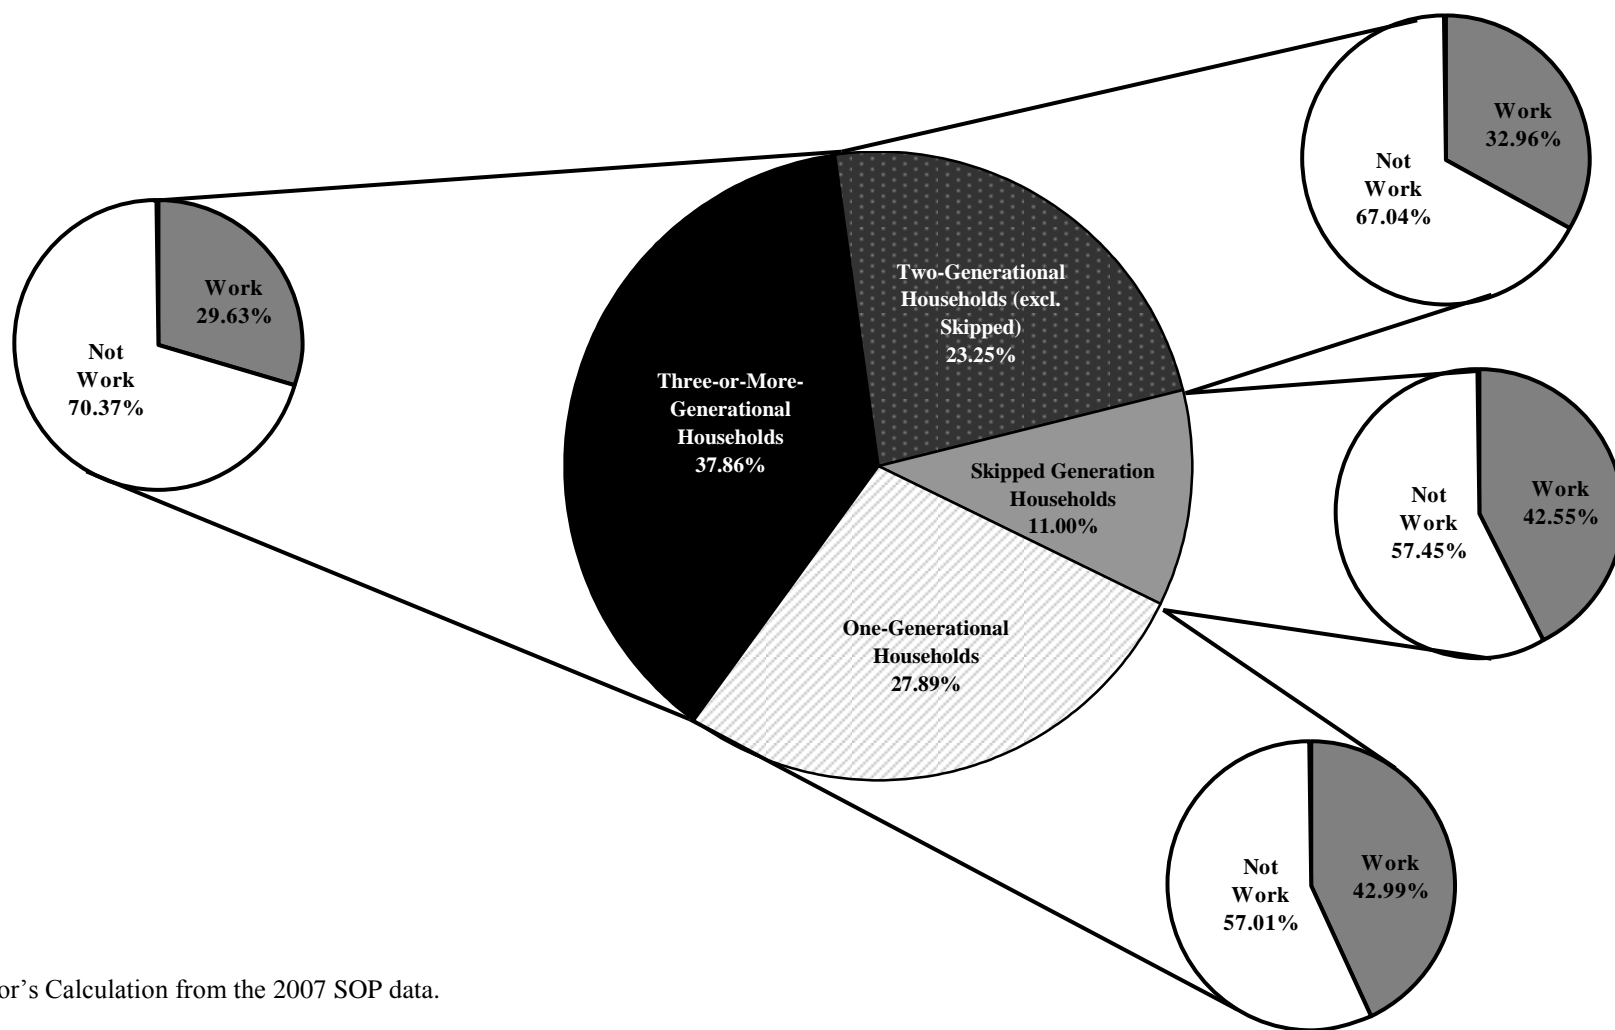 Work
32.96%
Not
Work
67.04%
Work
29.63%
Not
Work
70.37%
Two-Generational
Households (excl.
Skipped)
23.25%
Three-or-More-
Generational
Households
37.86%
Skipped Generation
Households
11.00%
Work
42.55%
Not
Work
57.45%
One-Generational
Households
27.89%
Work
42.99%
Not
Work
57.01%
or’s Calculation from the 2007 SOP data.